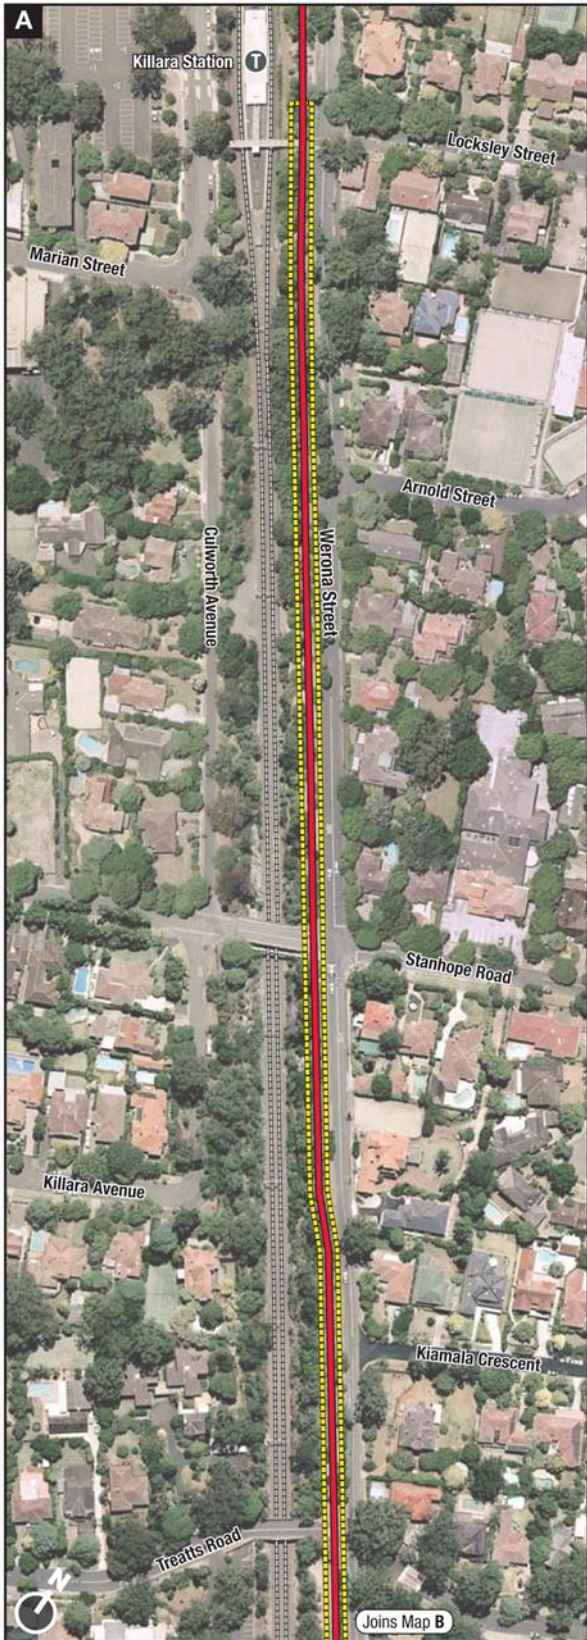 A
Killara Station T
Locksley Street
Marian Street
Arnold Street
Culworth Avenue
Werona Street
Stanhope Road
Killara Avenue
Kiamala Crescent
Treatts Road
N
Joins Map B